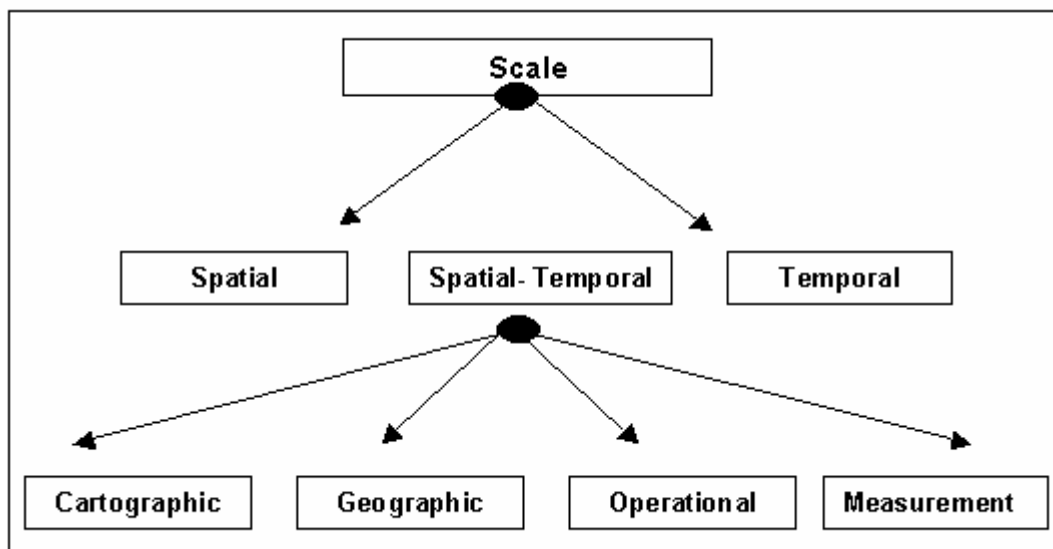 Scale
Spatial
Spatial- Temporal
Temporal
Cartographic
Geographic
Operational
Measurement